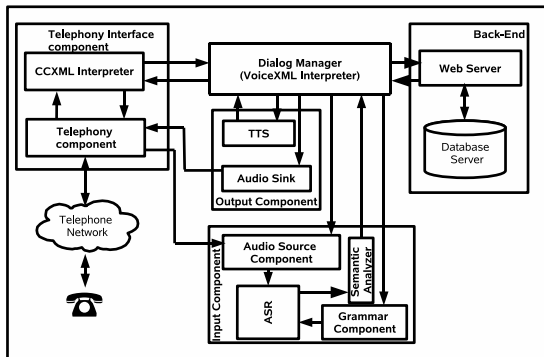 Telephony Interface
component
CCXML Interpreter
Telephony
component
Telephone
Network
Dialog Manager
(VoiceXML Interpreter)
TTS
Audio Sink
Output Component
Back-End
Web Server
Database
Server
Input Component
Audio Source
Component
ASR
Semantic
Analyzer
Grammar
Component